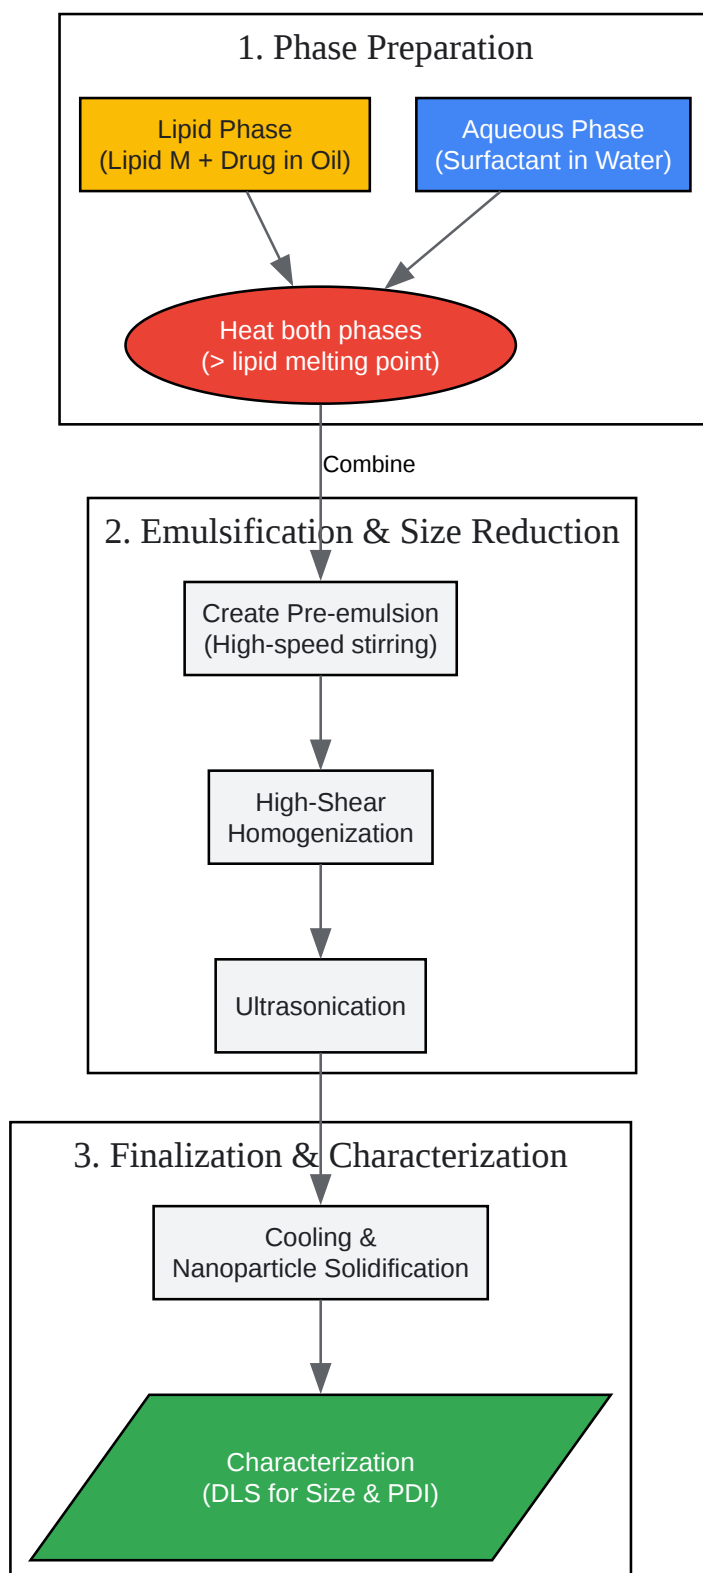 1. Phase Preparation
Lipid Phase
(Lipid M + Drug in Oil)
Aqueous Phase
(Surfactant in Water)
Heat both phases
(> lipid melting point)
Combine
2. Emulsification & Size Reduction
Create Pre-emulsion
(High-speed stirring)
High-Shear
Homogenization
Ultrasonication
3. Finalization & Characterization
Cooling &
Nanoparticle Solidification
Characterization
(DLS for Size & PDI)